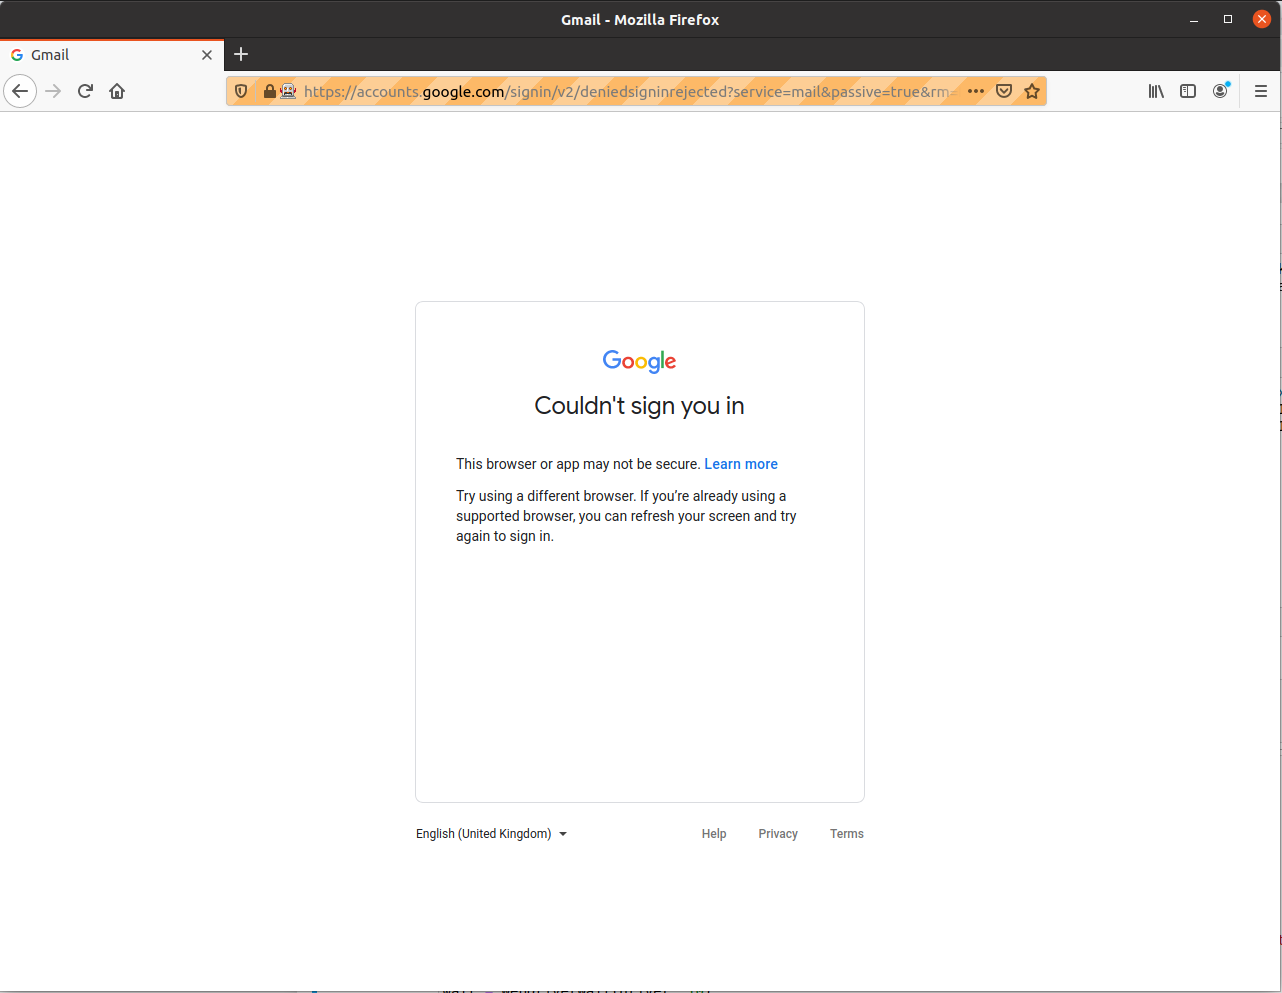 Gmail - Mozilla Firefox
Gmail
https://accounts.google.com/signin/v2/deniedsigninrejected?service=mail&passive=true&rm=
Google
Couldn't sign you in
This browser or app may not be secure. Learn more
Try using a different browser. If you’re already using a
supported browser, you can refresh your screen and try
again to sign in.
English (United Kingdom)
Help Privacy Terms